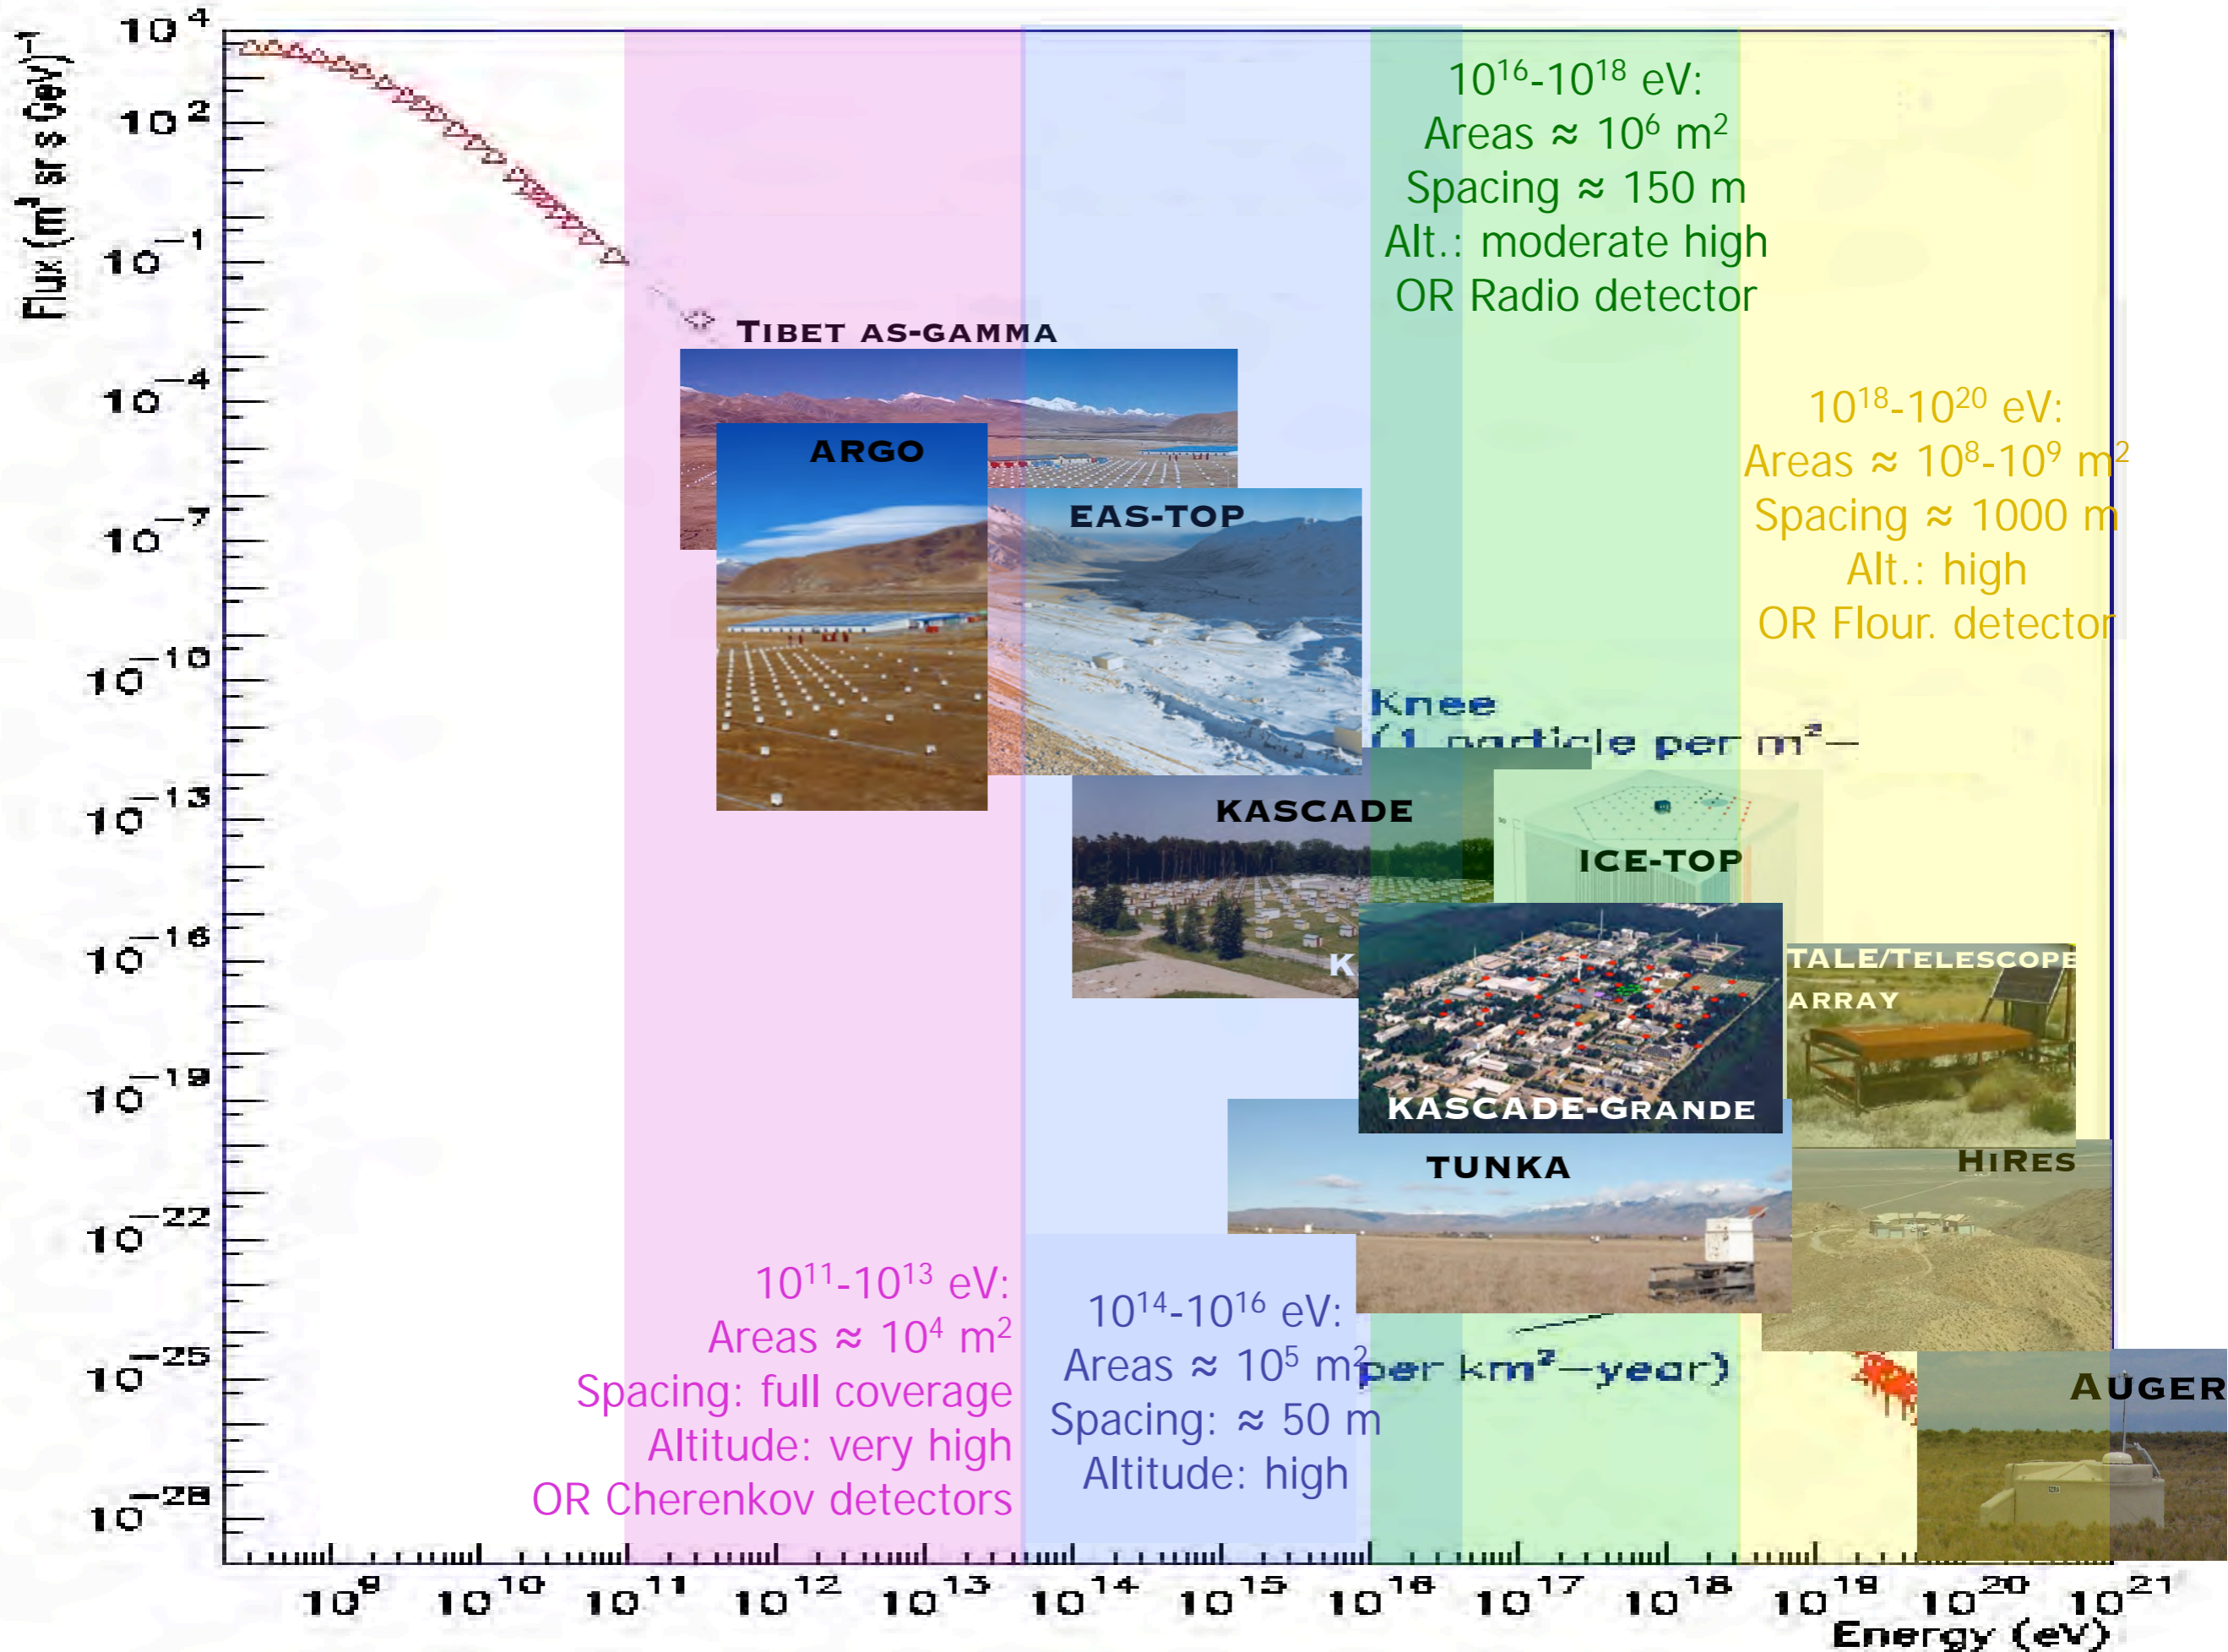 Flux (m² sr s GeV)⁻¹
10⁴
10²
10⁻¹
10⁻⁴
10⁻⁷
10⁻¹⁰
10⁻¹³
10⁻¹⁶
10⁻¹⁹
10⁻²²
10⁻²⁵
10⁻²⁸
10¹⁶-10¹⁸ eV:
Areas ≈ 10⁶ m²
Spacing ≈ 150 m
Alt.: moderate high
OR Radio detector
TIBET AS-GAMMA
ARGO
EAS-TOP
10¹⁸-10²⁰ eV:
Areas ≈ 10⁸-10⁹ m²
Spacing ≈ 1000 m
Alt.: high
OR Flour. detector
Knee
(1 particle per m²–
KASCADE
ICE-TOP
K
TALE/TELESCOPE
ARRAY
KASCADE-GRANDE
TUNKA
HIRES
10¹¹-10¹³ eV:
Areas ≈ 10⁴ m²
Spacing: full coverage
Altitude: very high
OR Cherenkov detectors
10¹⁴-10¹⁶ eV:
Areas ≈ 10⁵ m²
Spacing: ≈ 50 m
Altitude: high
per km²–year)
AUGER
10⁹ 10¹⁰ 10¹¹ 10¹² 10¹³ 10¹⁴ 10¹⁵ 10¹⁶ 10¹⁷ 10¹⁸ 10¹⁹ 10²⁰ 10²¹
Energy (eV)